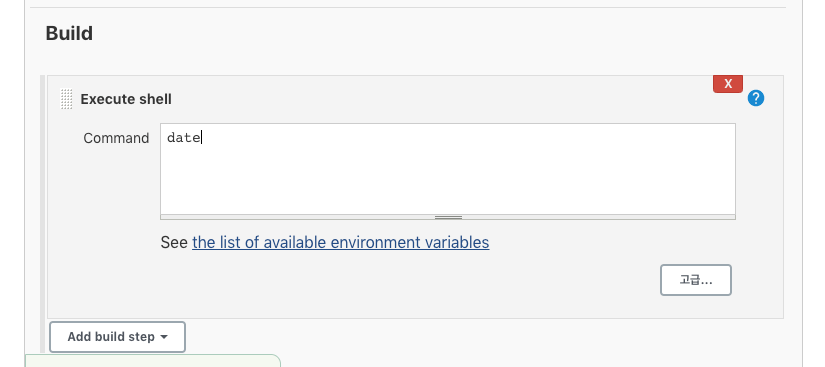 Build
Execute shell
X
?
Command
date
See the list of available environment variables
고급...
Add build step